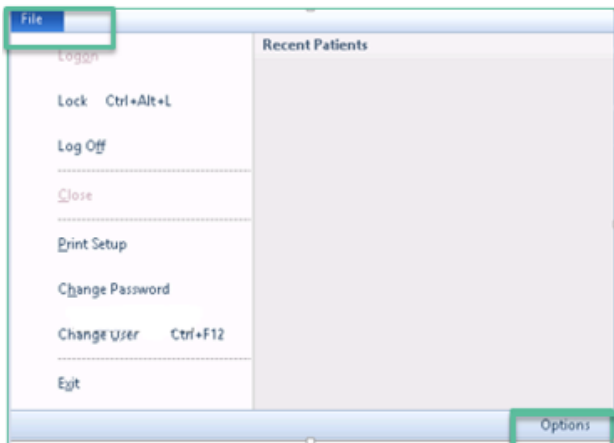 File
Recent Patients
Logon
Lock Ctrl+Alt+L
Log Off
Close
Print Setup
Change Password
Change User Ctrl+F12
Exit
Options